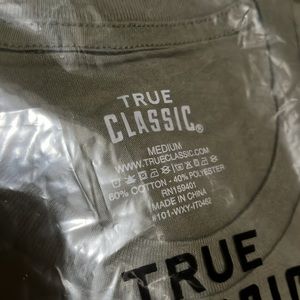 TRUE
CLASSIC®
MEDIUM
WWW.TRUECLASSIC.COM
60% COTTON - 40% POLYESTER
RN159401
MADE IN CHINA
TRUE